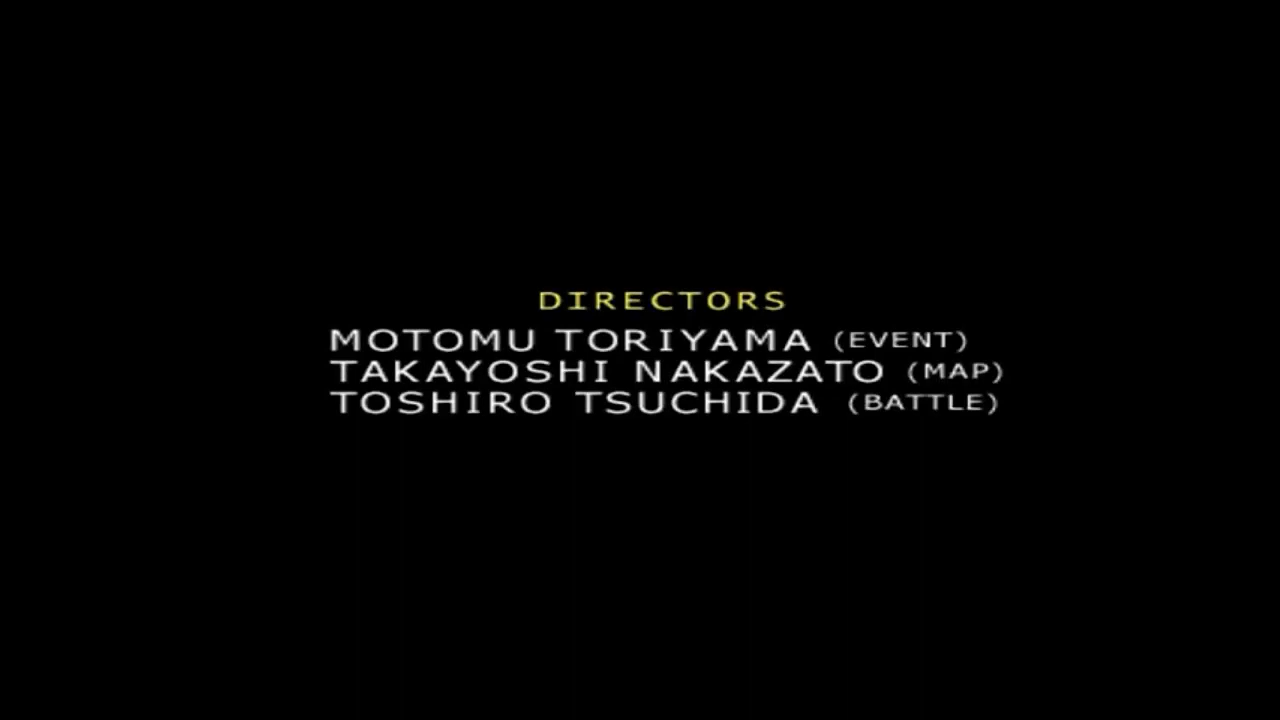 DIRECTORS
MOTOMU TORIYAMA (EVENT)
TAKAYOSHI NAKAZATO (MAP)
TOSHIRO TSUCHIDA (BATTLE)